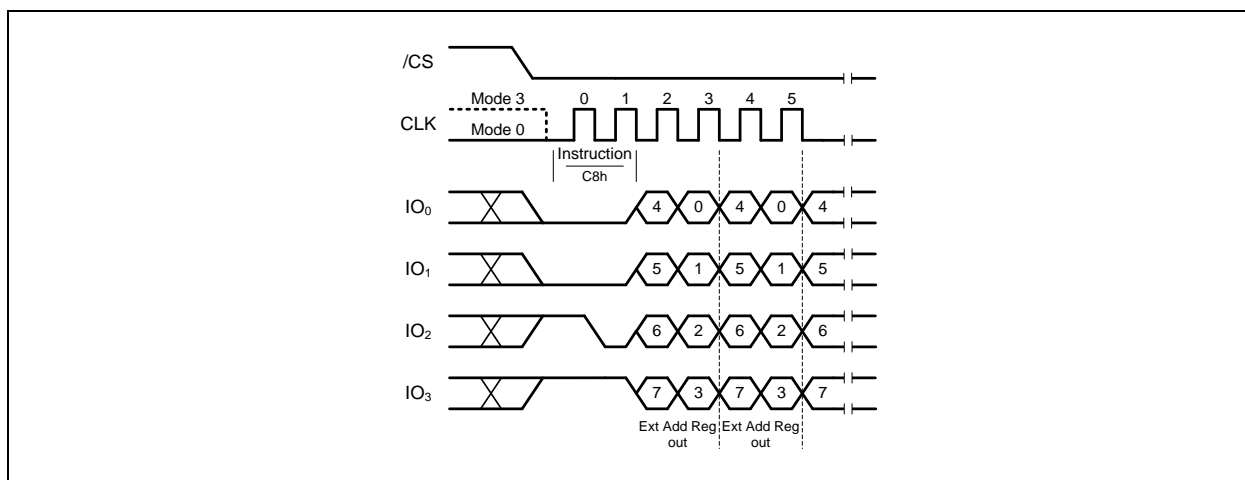 /CS
Mode 3 0 1 2 3 4 5
CLK
Mode 0
Instruction
C8h
IO₀ 4 0 4 0 4
IO₁ 5 1 5 1 5
IO₂ 6 2 6 2 6
IO₃ 7 3 7 3 7
Ext Add Reg Ext Add Reg
out out